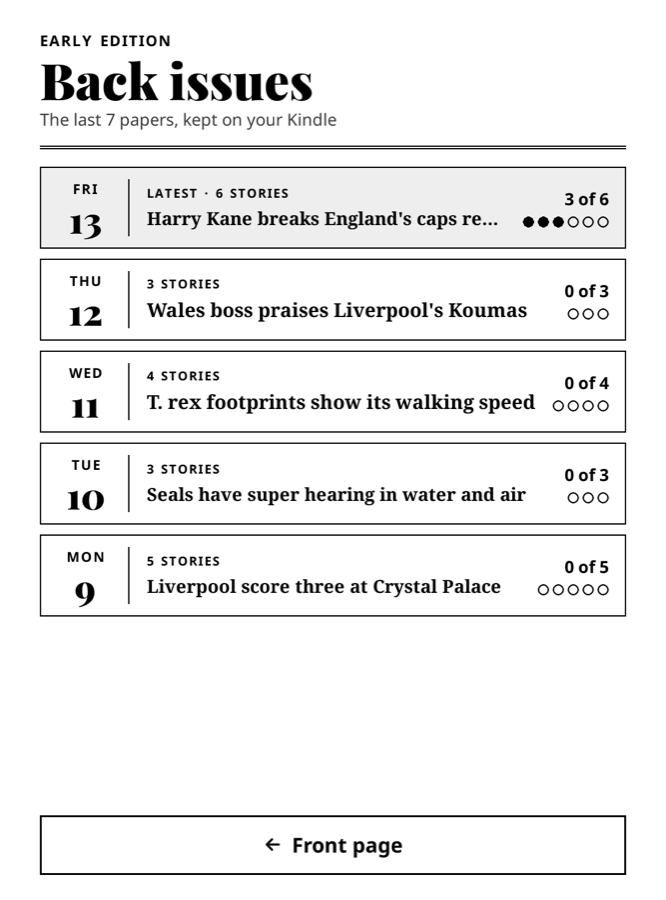 EARLY EDITION
Back issues
The last 7 papers, kept on your Kindle
FRI
13
LATEST · 6 STORIES
Harry Kane breaks England's caps re...
3 of 6
THU
12
3 STORIES
Wales boss praises Liverpool's Koumas
0 of 3
WED
11
4 STORIES
T. rex footprints show its walking speed
0 of 4
TUE
10
3 STORIES
Seals have super hearing in water and air
0 of 3
MON
9
5 STORIES
Liverpool score three at Crystal Palace
0 of 5
← Front page